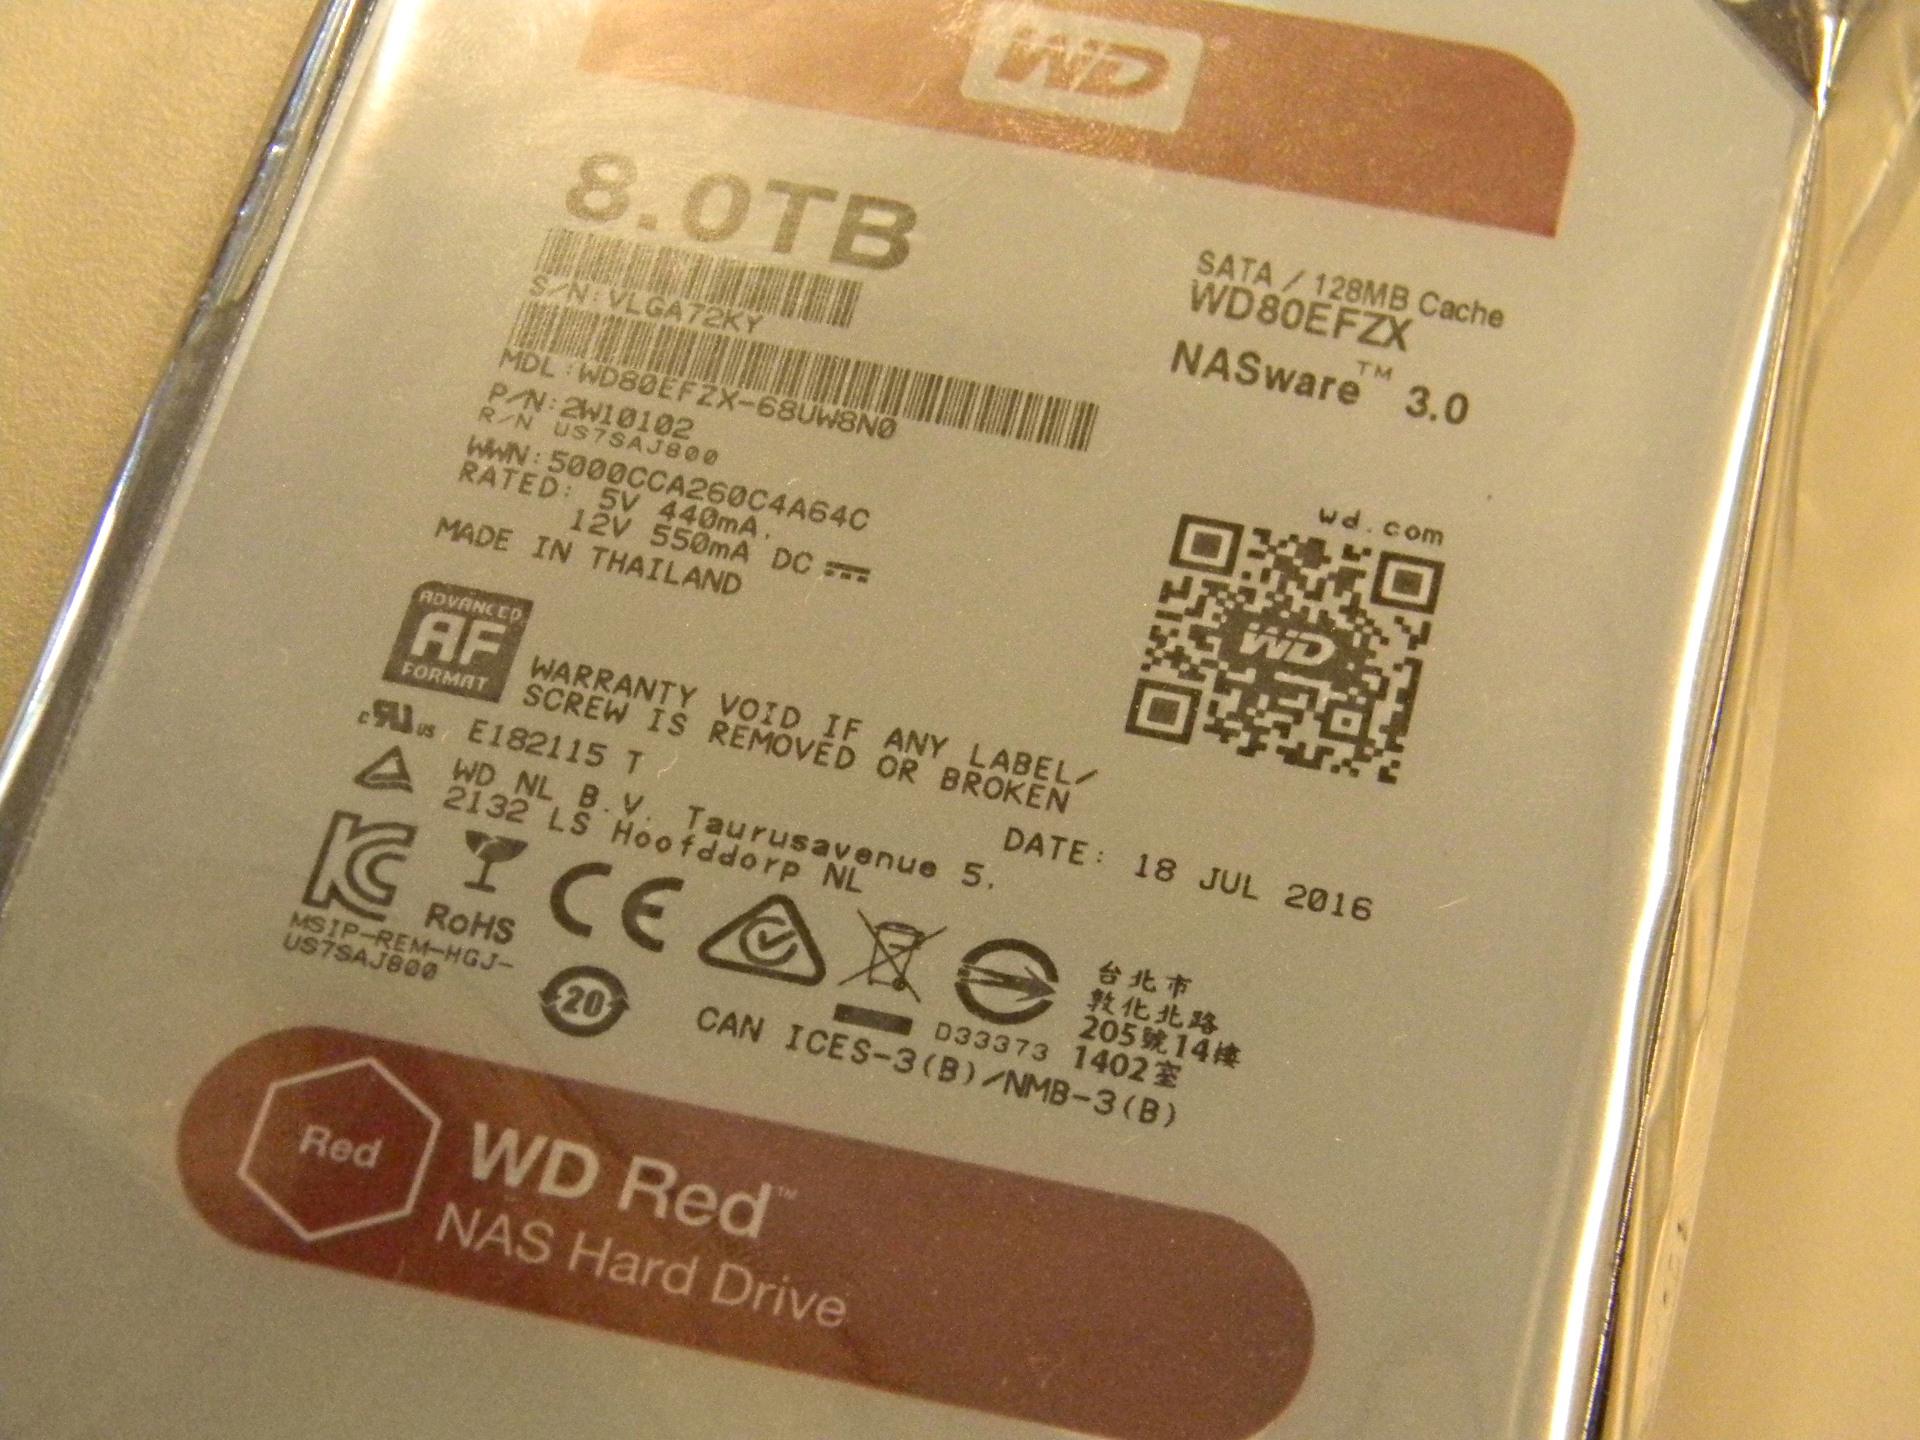 WD
8.0TB
S/N:VLGA72KY
MDL:WD80EFZX-68UW8N0
P/N:2W10102
R/N US7SAJ800
WWN:5000CCA260C4A64C
RATED: 5V 440mA,
12V 550mA DC
MADE IN THAILAND
SATA / 128MB Cache
WD80EFZX
NASware™ 3.0
wd.com
WD
ADVANCED
AF
FORMAT
WARRANTY VOID IF ANY LABEL/
SCREW IS REMOVED OR BROKEN
c RU us E182115 T
WD NL B.V. Taurusavenue 5,
2132 LS Hoofddorp NL
DATE: 18 JUL 2016
KC
RoHS
CE
MSIP-REM-HGJ-
US7SAJ800
20
D33373
台北市
敦化北路
205號14樓
1402室
CAN ICES-3(B)/NMB-3(B)
Red
WD Red™
NAS Hard Drive